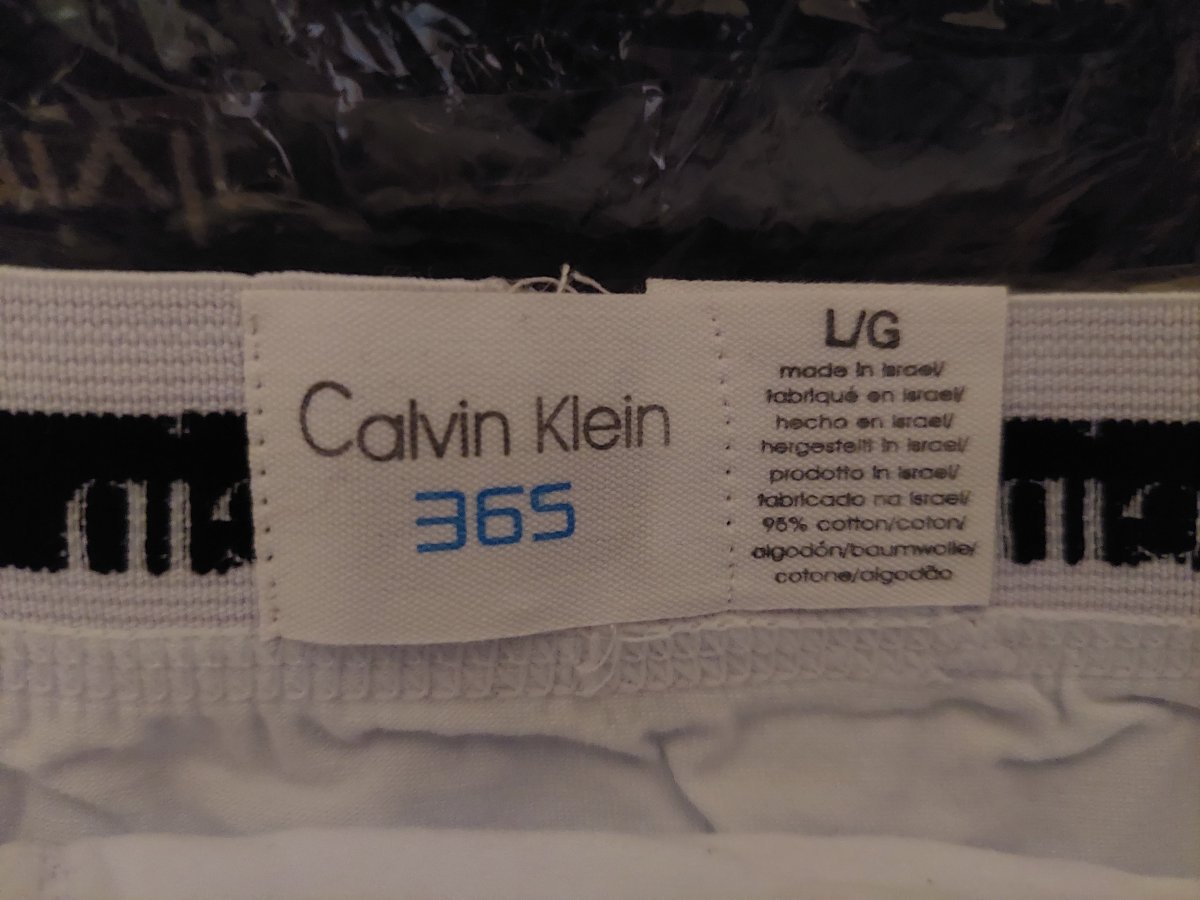 Calvin Klein
365
L/G
made in israel/
fabriqué en israel/
hecho en israel/
hergestellt in israel/
prodotto in israel/
fabricado na israel/
95% cotton/coton/
algodón/baumwolle/
cotone/algodão